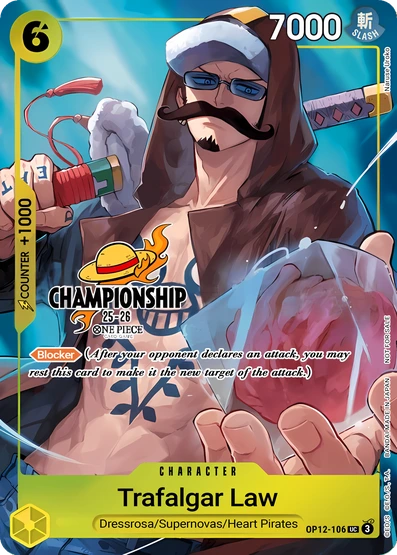 6
7000
斬
SLASH
COUNTER +1000
CHAMPIONSHIP
25-26
ONE PIECE
CARD GAME
Blocker (After your opponent declares an attack, you may
rest this card to make it the new target of the attack.)
NOT FOR SALE
BANDAI MADE IN JAPAN
CHARACTER
Trafalgar Law
Dressrosa/Supernovas/Heart Pirates
OP12-106 UC 3